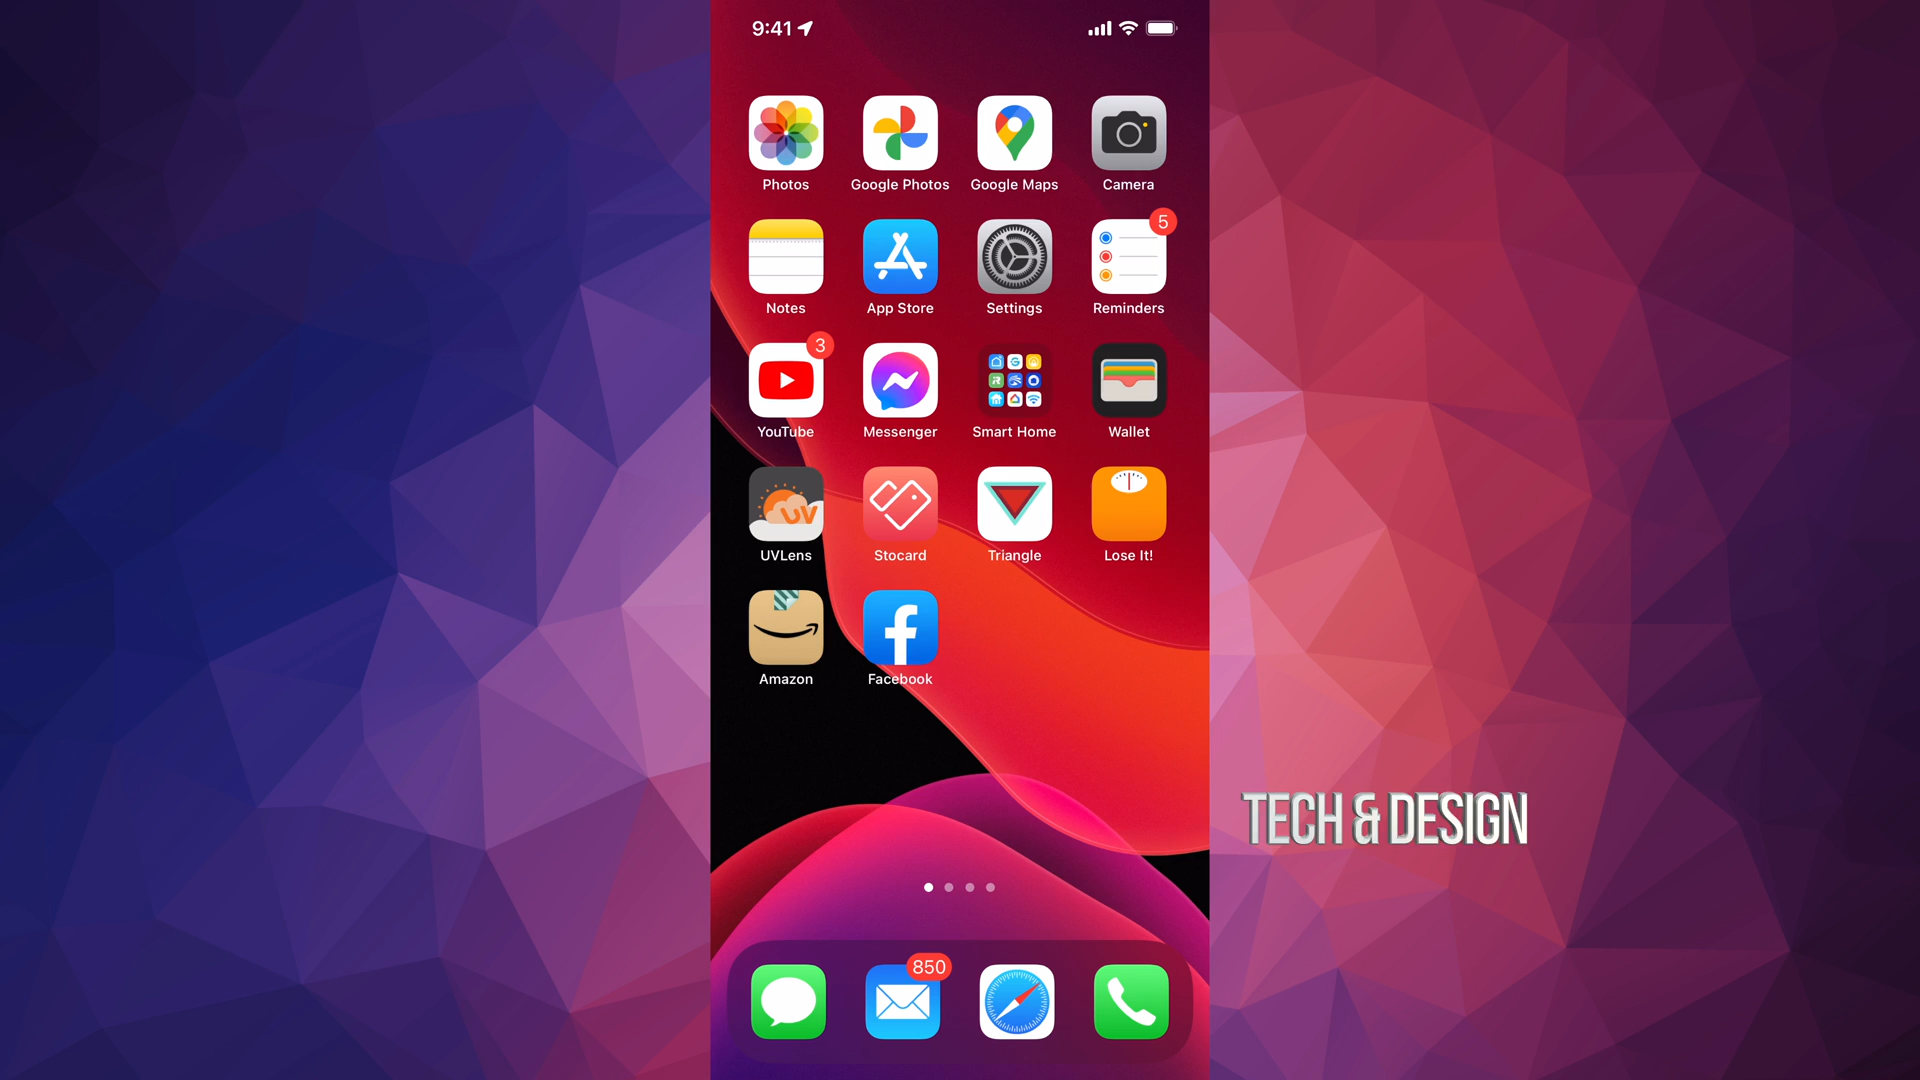 9:41
Photos
Google Photos
Google Maps
Camera
5
Notes
App Store
Settings
Reminders
3
YouTube
Messenger
Smart Home
Wallet
UV
UVLens
Stocard
Triangle
Lose It!
Amazon
Facebook
TECH & DESIGN
850